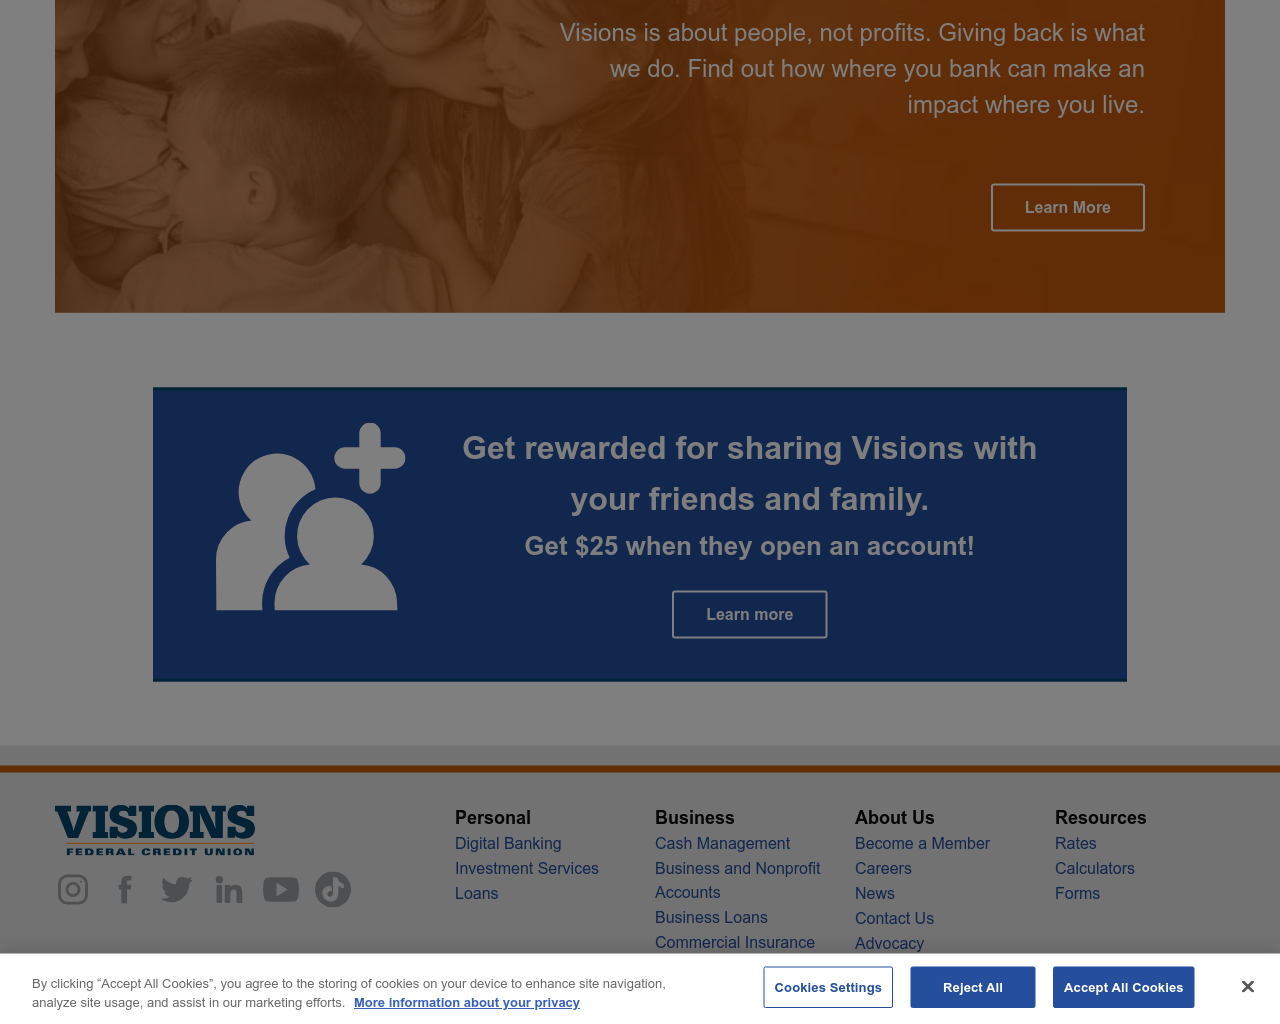 Visions is about people, not profits. Giving back is what
we do. Find out how where you bank can make an
impact where you live.
Learn More
Get rewarded for sharing Visions with
your friends and family.
Get $25 when they open an account!
Learn more
VISIONS
FEDERAL CREDIT UNION
Personal
Digital Banking
Investment Services
Loans
Business
Cash Management
Business and Nonprofit
Accounts
Business Loans
Commercial Insurance
About Us
Become a Member
Careers
News
Contact Us
Advocacy
Resources
Rates
Calculators
Forms
By clicking “Accept All Cookies”, you agree to the storing of cookies on your device to enhance site navigation,
analyze site usage, and assist in our marketing efforts. More information about your privacy
Cookies Settings
Reject All
Accept All Cookies